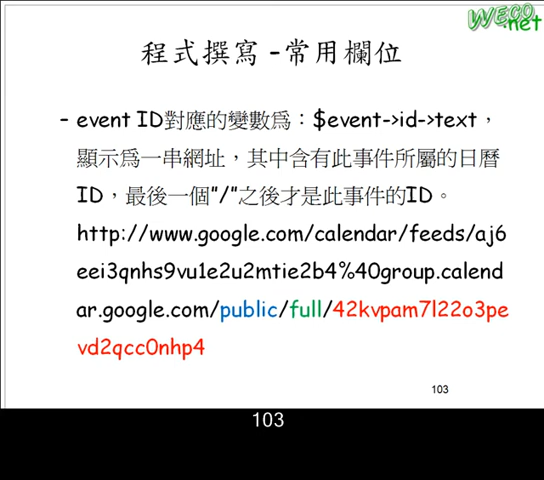 WECO.net
程式撰寫 -常用欄位
- event ID對應的變數為：$event->id->text，
顯示為一串網址，其中含有此事件所屬的日曆
ID，最後一個"/"之後才是此事件的ID。
http://www.google.com/calendar/feeds/aj6
eei3qnhs9vu1e2u2mtie2b4%40group.calend
ar.google.com/public/full/42kvpam7l22o3pe
vd2qcc0nhp4
103
103